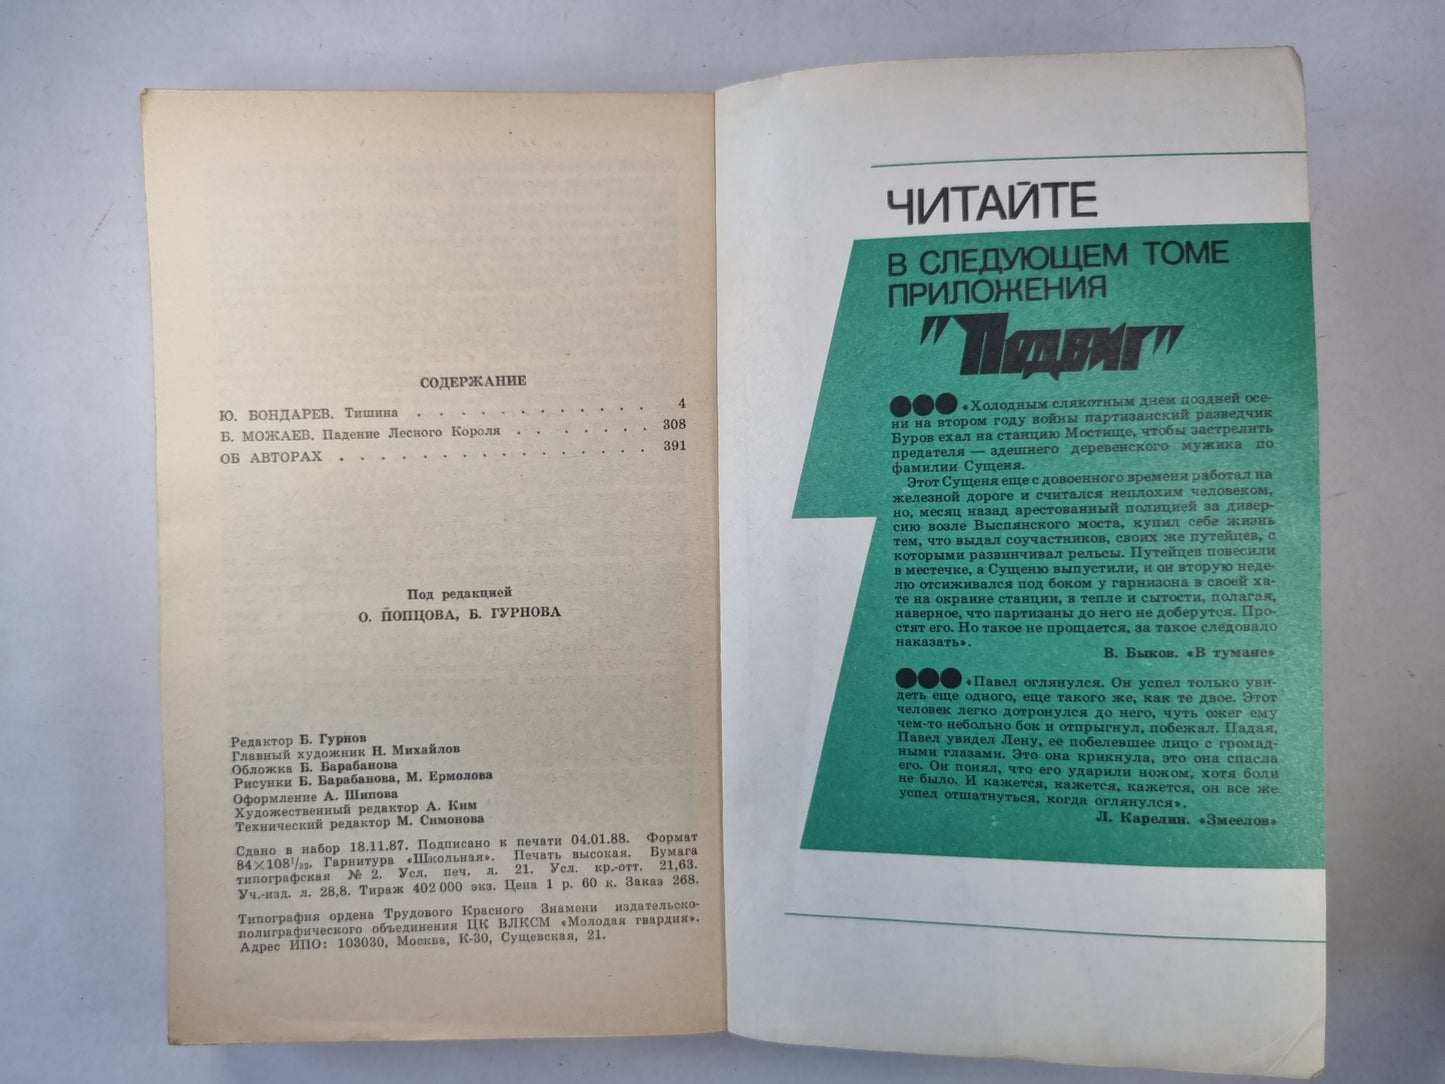 СОДЕРЖАНИЕ
Ю. БОНДАРЕВ. Тишина . . . . . . . . . . . . 4
Б. МОЖАЕВ. Падение Лесного Короля . . . . . . . 308
ОБ АВТОРАХ . . . . . . . . . . . . . . . . 391
Под редакцией
О. ПОПЦОВА, Б. ГУРНОВА
Редактор Б. Гурнов
Главный художник Н. Михайлов
Обложка Б. Барабанова
Рисунки Б. Барабанова, М. Ермолова
Оформление А. Шипова
Художественный редактор А. Ким
Технический редактор М. Симонова
Сдано в набор 18.11.87. Подписано к печати 04.01.88. Формат
84×108¹/₃₂. Гарнитура «Школьная». Печать высокая. Бумага
типографская № 2. Усл. печ. л. 21. Усл. кр.-отт. 21,63.
Уч.-изд. л. 28,8. Тираж 402 000 экз. Цена 1 р. 60 к. Заказ 268.
Типография ордена Трудового Красного Знамени издательско-
полиграфического объединения ЦК ВЛКСМ «Молодая гвардия».
Адрес ИПО: 103030, Москва, К-30, Сущевская, 21.
ЧИТАЙТЕ
В СЛЕДУЮЩЕМ ТОМЕ
ПРИЛОЖЕНИЯ
"Подвиг"
«Холодным слякотным днем поздней осе-
ни на втором году войны партизанский разведчик
Буров ехал на станцию Мостище, чтобы застрелить
предателя — здешнего деревенского мужика по
фамилии Сущеня.
Этот Сущеня еще с довоенного времени работал на
железной дороге и считался неплохим человеком,
но, месяц назад арестованный полицией за дивер-
сию возле Выспянского моста, купил себе жизнь
тем, что выдал соучастников, своих же путейцев, с
которыми развинчивал рельсы. Путейцев повесили
в местечке, а Сущеню выпустили, и он вторую неде-
лю отсиживался под боком у гарнизона в своей ха-
те на окраине станции, в тепле и сытости, полагая,
наверное, что партизаны до него не доберутся. Про-
стят его. Но такое не прощается, за такое следовало
наказать».
В. Быков. «В тумане»
«Павел оглянулся. Он успел только уви-
деть еще одного, еще такого же, как те двое. Этот
человек легко дотронулся до него, чуть ожег ему
чем-то небольно бок и отпрыгнул, побежал. Падая,
Павел увидел Лену, ее побелевшее лицо с громад-
ными глазами. Это она крикнула, это она спасла
его. Он понял, что его ударили ножом, хотя боли
не было. И кажется, кажется, кажется, он все же
успел отшатнуться, когда оглянулся».
Л. Карелин. «Змеелов»